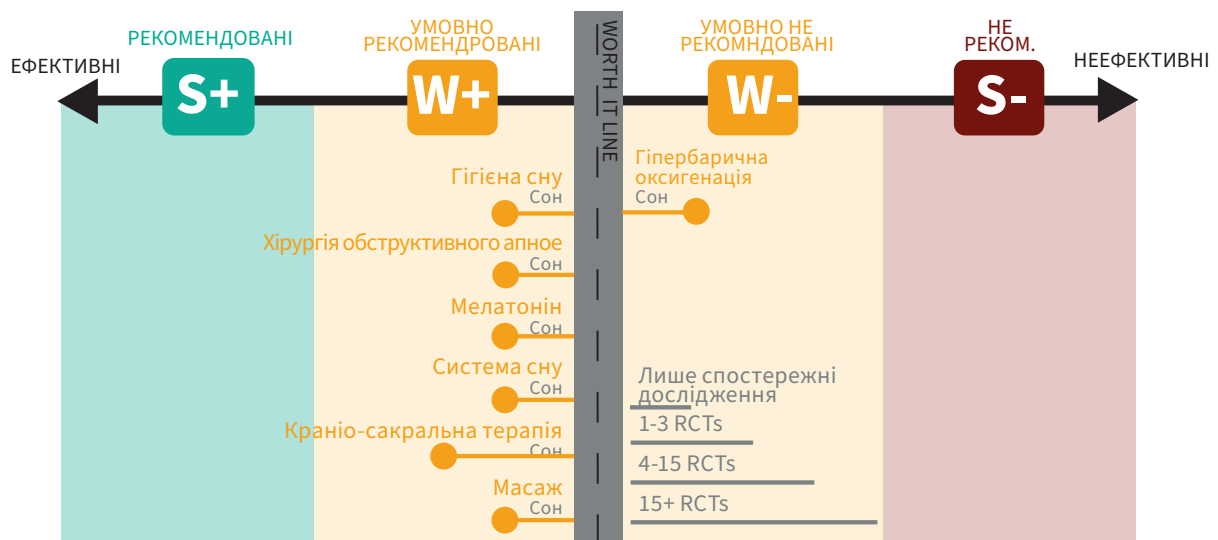 ЕФЕКТИВНІ
РЕКОМЕНДОВАНІ
S+
УМОВНО
РЕКОМЕНДРОВАНІ
W+
WORTH IT LINE
УМОВНО НЕ
РЕКОМНДОВАНІ
W-
НЕ
РЕКОМ.
S-
НЕЕФЕКТИВНІ
Гігієна сну
Сон
Хірургія обструктивного апное
Сон
Мелатонін
Сон
Система сну
Сон
Краніо-сакральна терапія
Сон
Масаж
Сон
Гіпербарична
оксигенація
Сон
Лише спостережні
дослідження
1-3 RCTs
4-15 RCTs
15+ RCTs